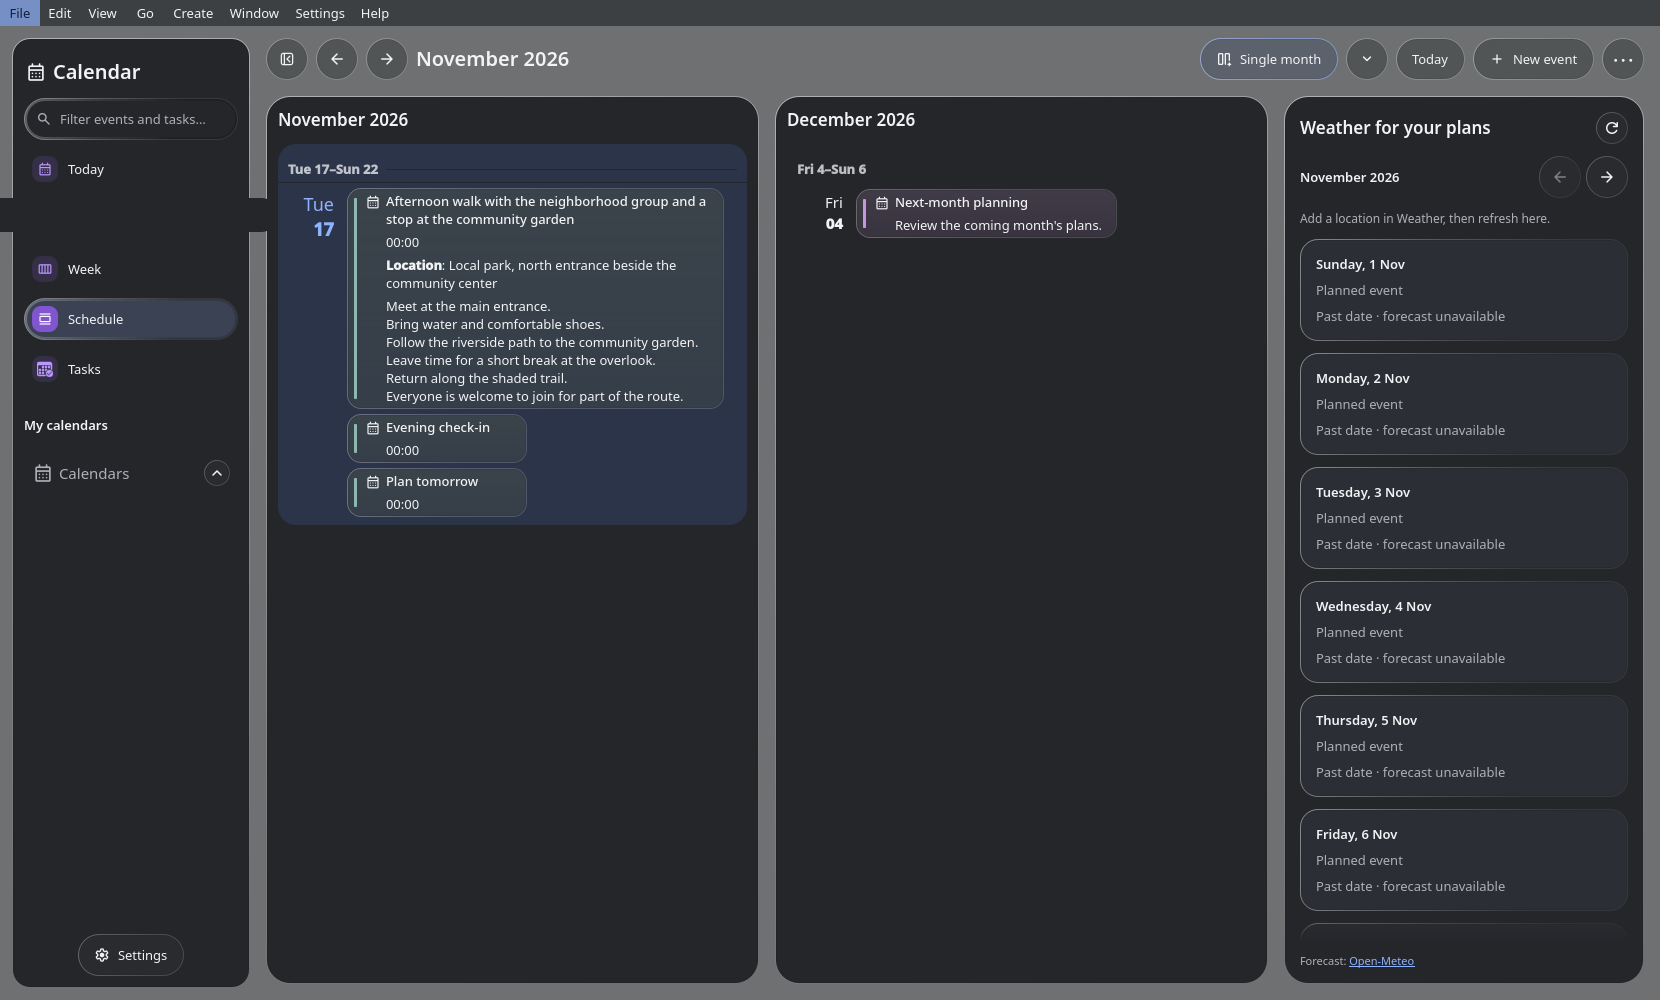 File Edit View Go Create Window Settings Help
Calendar
Filter events and tasks...
Today
Week
Schedule
Tasks
My calendars
Calendars
Settings
November 2026
Single month
Today
New event
November 2026
Tue 17–Sun 22
Tue
17
Afternoon walk with the neighborhood group and a
stop at the community garden
00:00
Location: Local park, north entrance beside the
community center
Meet at the main entrance.
Bring water and comfortable shoes.
Follow the riverside path to the community garden.
Leave time for a short break at the overlook.
Return along the shaded trail.
Everyone is welcome to join for part of the route.
Evening check-in
00:00
Plan tomorrow
00:00
December 2026
Fri 4–Sun 6
Fri
04
Next-month planning
Review the coming month's plans.
Weather for your plans
November 2026
Add a location in Weather, then refresh here.
Sunday, 1 Nov
Planned event
Past date · forecast unavailable
Monday, 2 Nov
Planned event
Past date · forecast unavailable
Tuesday, 3 Nov
Planned event
Past date · forecast unavailable
Wednesday, 4 Nov
Planned event
Past date · forecast unavailable
Thursday, 5 Nov
Planned event
Past date · forecast unavailable
Friday, 6 Nov
Planned event
Past date · forecast unavailable
Forecast: Open-Meteo